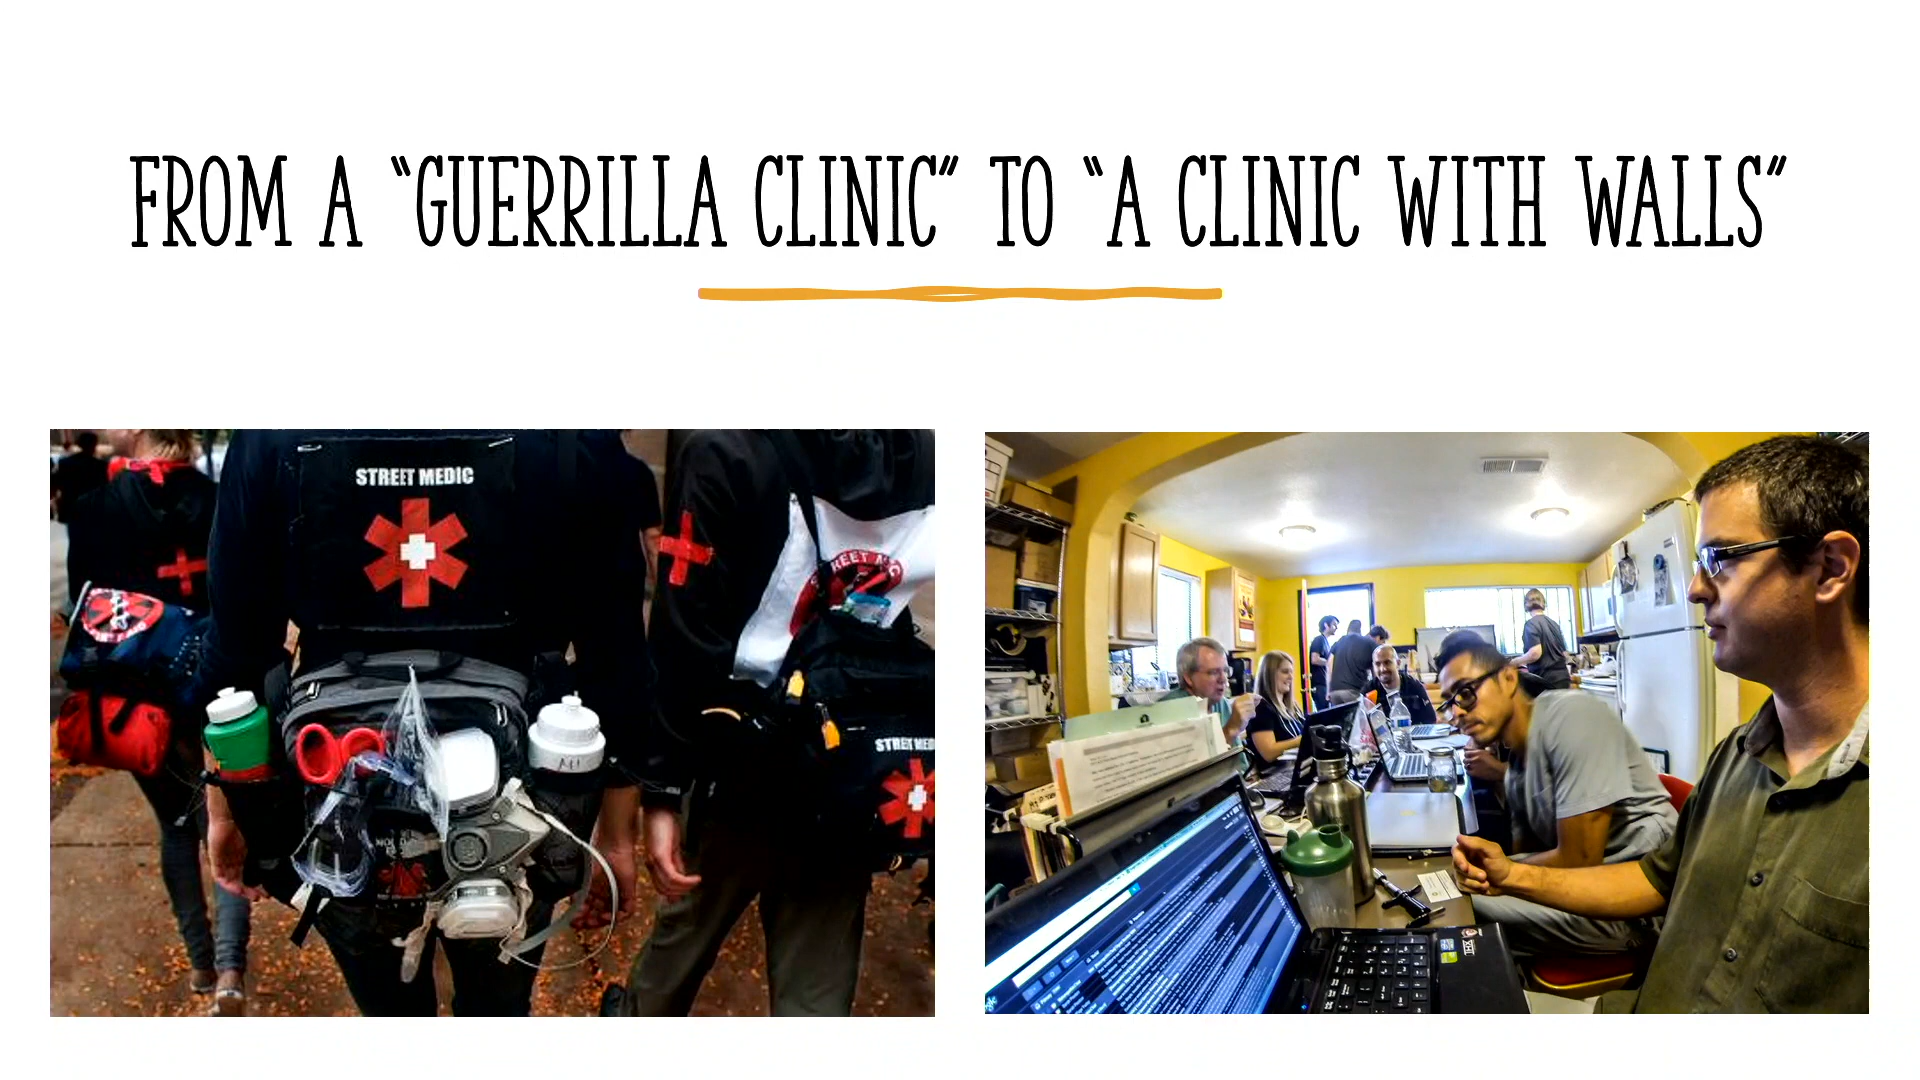 FROM A “GUERRILLA CLINIC” TO “A CLINIC WITH WALLS”
STREET MEDIC
STREET MED